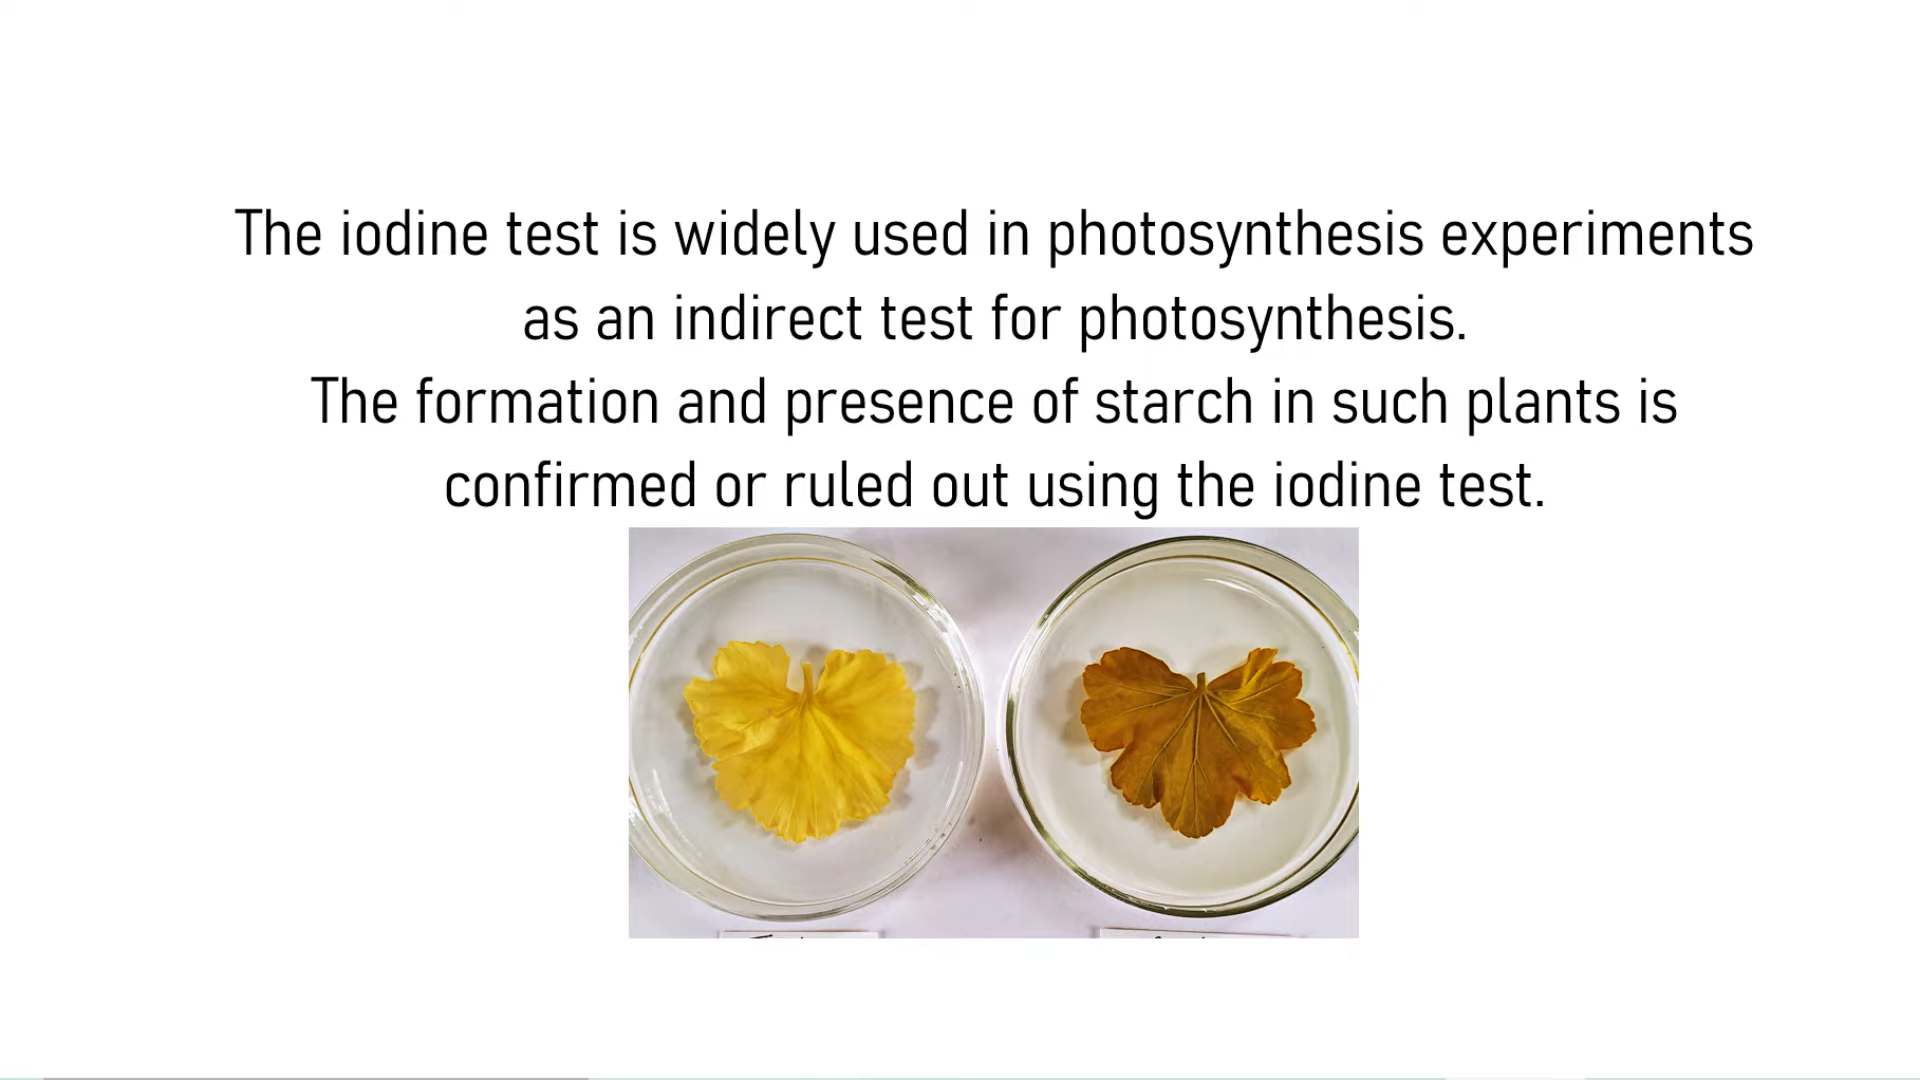 The iodine test is widely used in photosynthesis experiments
as an indirect test for photosynthesis.
The formation and presence of starch in such plants is
confirmed or ruled out using the iodine test.